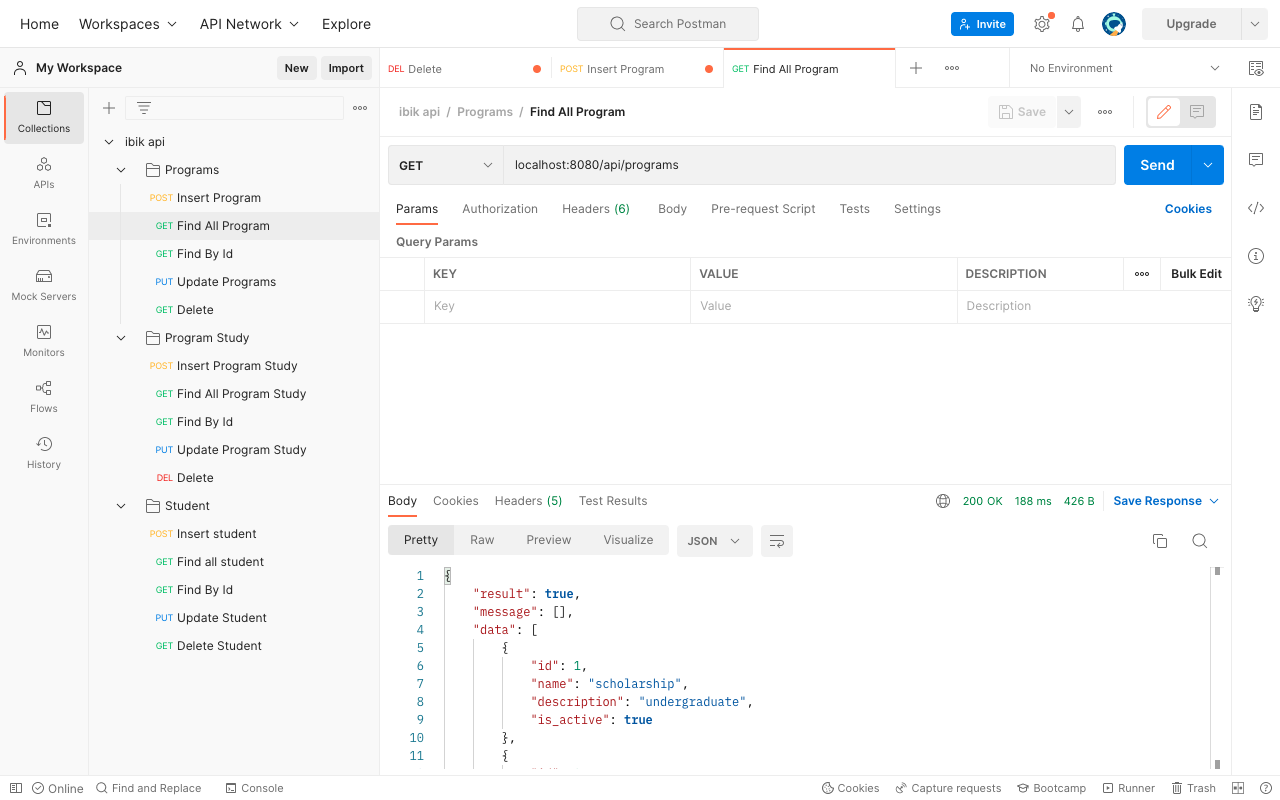 Home Workspaces API Network Explore Search Postman Invite Upgrade
My Workspace New Import DEL Delete POST Insert Program GET Find All Program No Environment
Collections
APIs
Environments
Mock Servers
Monitors
Flows
History
ibik api
Programs
POST Insert Program
GET Find All Program
GET Find By Id
PUT Update Programs
GET Delete
Program Study
POST Insert Program Study
GET Find All Program Study
GET Find By Id
PUT Update Program Study
DEL Delete
Student
POST Insert student
GET Find all student
GET Find By Id
PUT Update Student
GET Delete Student
ibik api / Programs / Find All Program Save
GET localhost:8080/api/programs Send
Params Authorization Headers (6) Body Pre-request Script Tests Settings Cookies
Query Params
KEY VALUE DESCRIPTION Bulk Edit
Key Value Description
Body Cookies Headers (5) Test Results 200 OK 188 ms 426 B Save Response
Pretty Raw Preview Visualize JSON
1 {
2 "result": true,
3 "message": [],
4 "data": [
5 {
6 "id": 1,
7 "name": "scholarship",
8 "description": "undergraduate",
9 "is_active": true
10 },
11 {
Online Find and Replace Console Cookies Capture requests Bootcamp Runner Trash